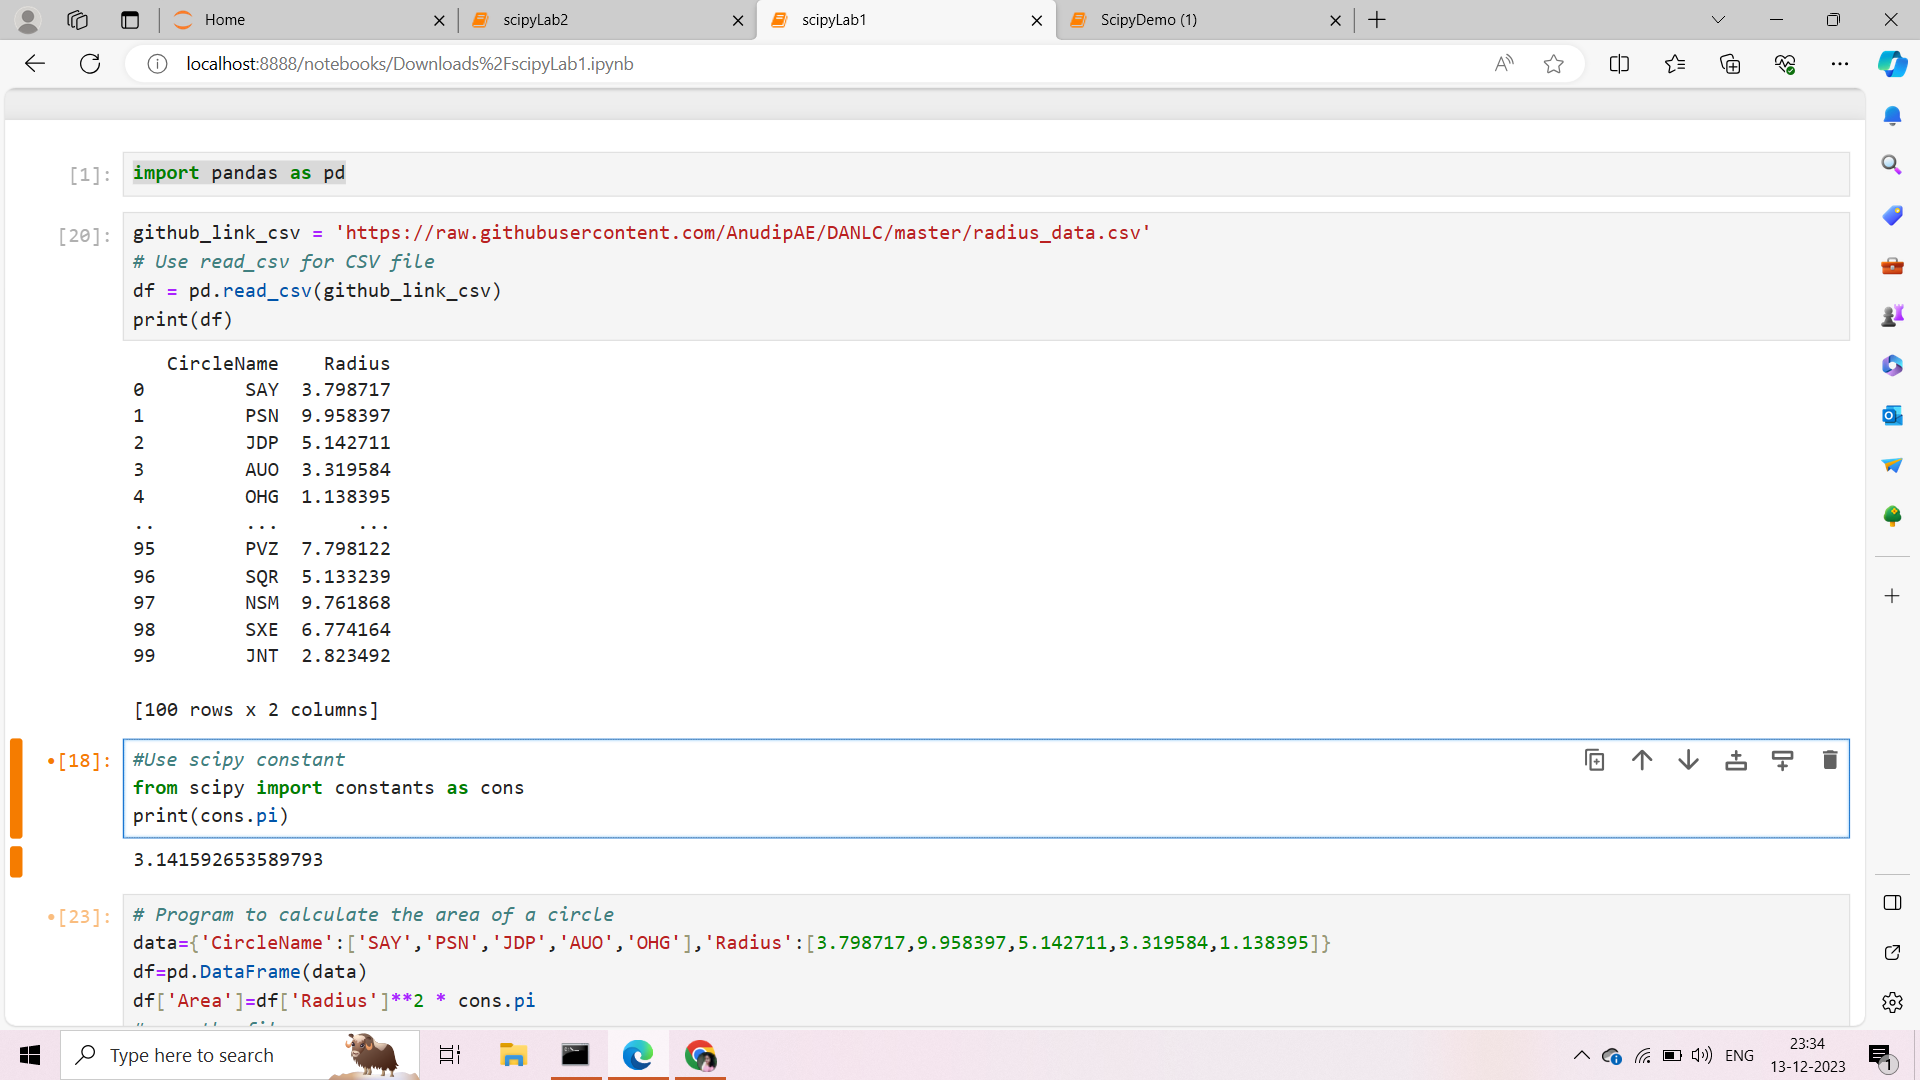 Home
scipyLab2
scipyLab1
ScipyDemo (1)
localhost:8888/notebooks/Downloads%2FscipyLab1.ipynb
[1]: import pandas as pd
[20]: github_link_csv = 'https://raw.githubusercontent.com/AnudipAE/DANLC/master/radius_data.csv'
# Use read_csv for CSV file
df = pd.read_csv(github_link_csv)
print(df)
CircleName Radius
0 SAY 3.798717
1 PSN 9.958397
2 JDP 5.142711
3 AUO 3.319584
4 OHG 1.138395
.. ... ...
95 PVZ 7.798122
96 SQR 5.133239
97 NSM 9.761868
98 SXE 6.774164
99 JNT 2.823492
[100 rows x 2 columns]
•[18]: #Use scipy constant
from scipy import constants as cons
print(cons.pi)
3.141592653589793
•[23]: # Program to calculate the area of a circle
data={'CircleName':['SAY','PSN','JDP','AUO','OHG'],'Radius':[3.798717,9.958397,5.142711,3.319584,1.138395]}
df=pd.DataFrame(data)
df['Area']=df['Radius']**2 * cons.pi
Type here to search
ENG
23:34
13-12-2023
1